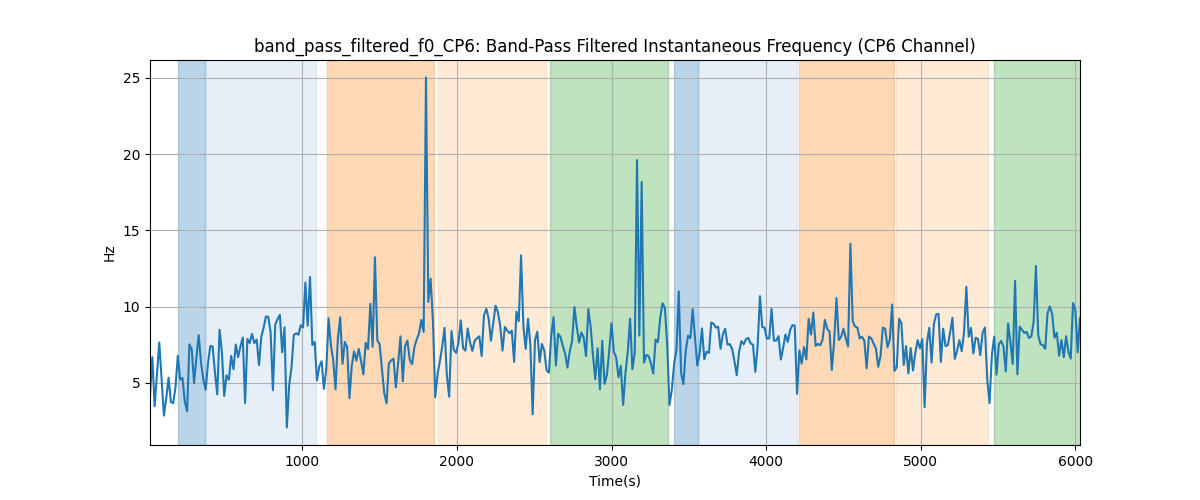 band_pass_filtered_f0_CP6: Band-Pass Filtered Instantaneous Frequency (CP6 Channel)
25
20
15
10
5
Hz
1000 2000 3000 4000 5000 6000
Time(s)